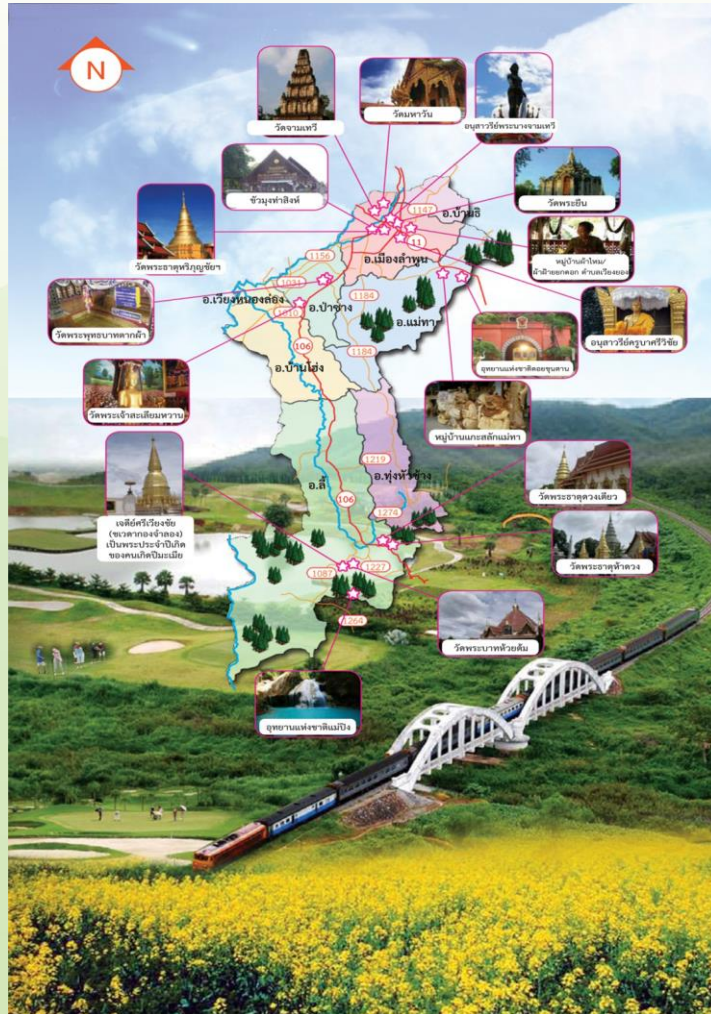 N
วัดจามเทวี
วัดมหาวัน
อนุสาวรีย์พระนางจามเทวี
ขัวมุงท่าสิงห์
วัดพระยืน
วัดพระธาตุหริภุญชัยฯ
1147
อ.บ้านธิ
11
อ.เมืองลำพูน
หมู่บ้านผ้าไหม/
ผ้าฝ้ายยกดอก ตำบลเวียงยอง
1156
1031
อ.เวียงหนองล่อง
1010
อ.ป่าซาง
1184
อ.แม่ทา
วัดพระพุทธบาทตากผ้า
อนุสาวรีย์ครูบาศรีวิชัย
อุทยานแห่งชาติดอยขุนตาล
106
1184
อ.บ้านโฮ่ง
วัดพระเจ้าสะเลียมหวาน
หมู่บ้านแกะสลักแม่ทา
1219
อ.ทุ่งหัวช้าง
อ.ลี้
106
วัดพระธาตุดวงเดียว
เจดีย์ศรีเวียงชัย
(ชเวดากองจำลอง)
เป็นพระประจำปีเกิด
ของคนเกิดปีมะเมีย
1274
วัดพระธาตุห้าดวง
1087
1227
1264
วัดพระบาทห้วยต้ม
อุทยานแห่งชาติแม่ปิง